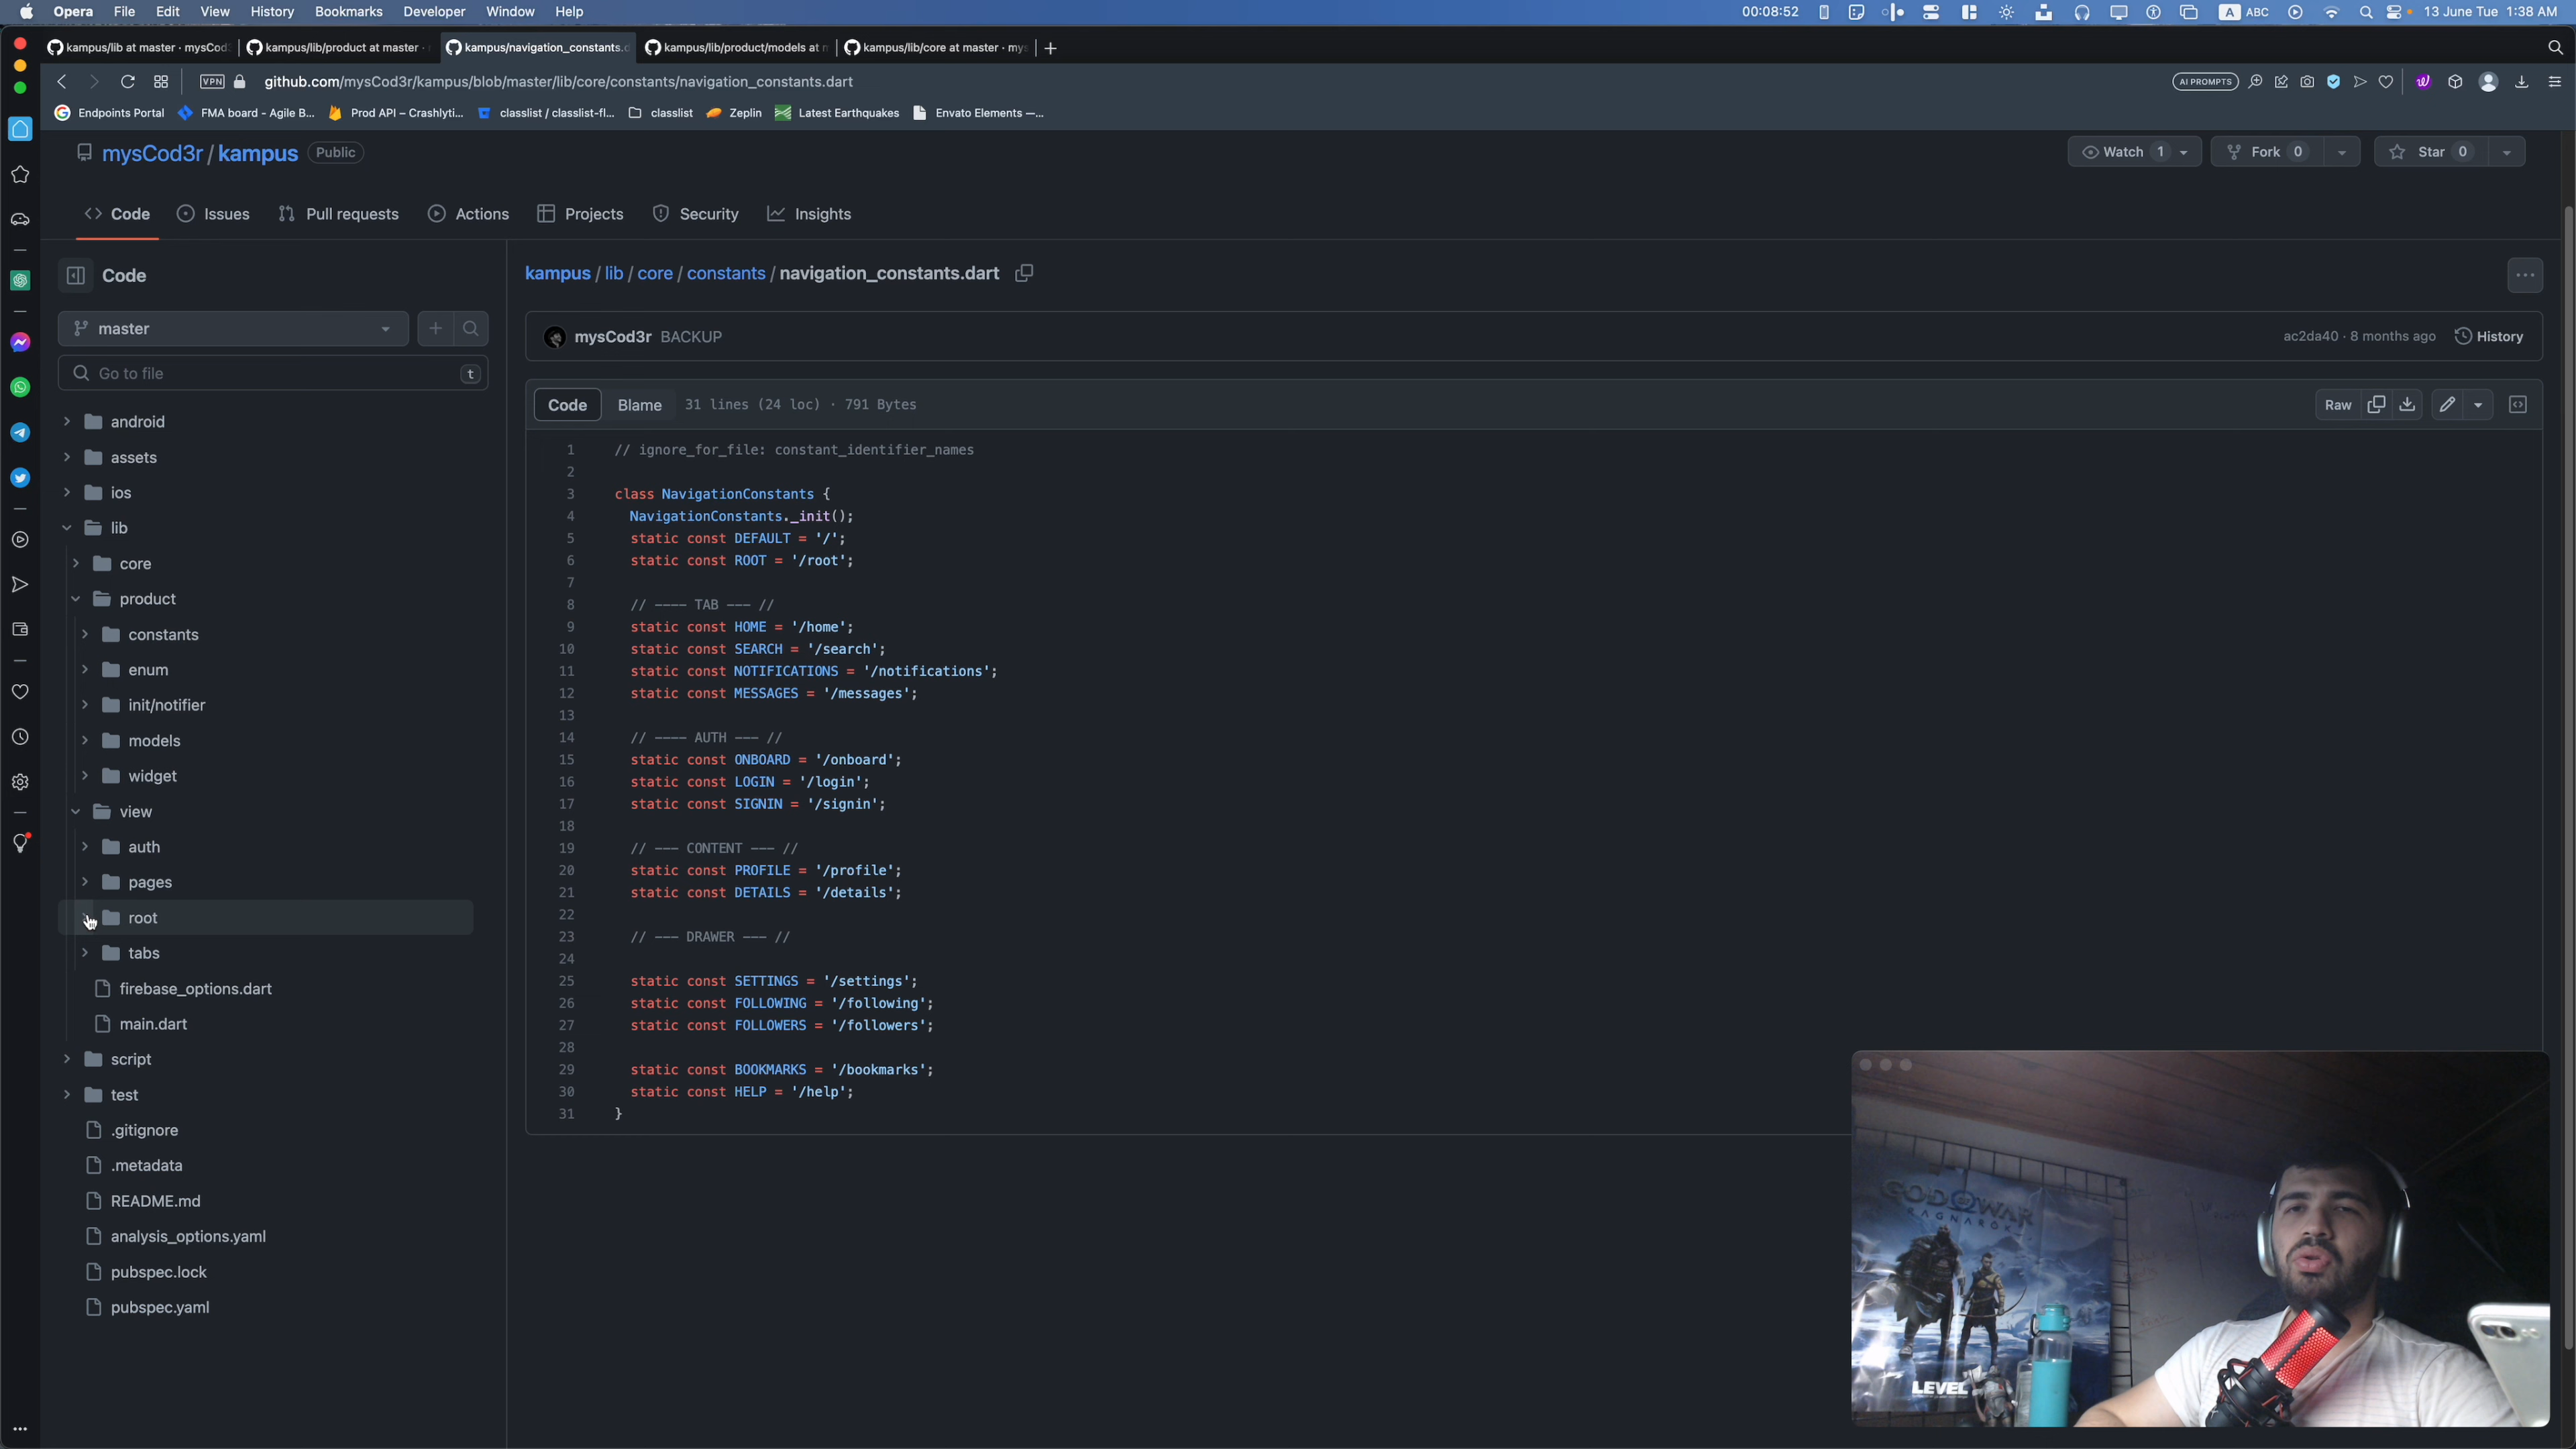 Opera File Edit View History Bookmarks Developer Window Help
00:08:52 A ABC 13 June Tue 1:38 AM
kampus/lib at master · mysCod
kampus/lib/product at master ·
kampus/navigation_constants.d
kampus/lib/product/models at
kampus/lib/core at master · mys
VPN github.com/mysCod3r/kampus/blob/master/lib/core/constants/navigation_constants.dart AI PROMPTS
Endpoints Portal FMA board - Agile B... Prod API – Crashlyti... classlist / classlist-fl... classlist Zeplin Latest Earthquakes Envato Elements —...
mysCod3r / kampus Public
Watch 1 Fork 0 Star 0
Code Issues Pull requests Actions Projects Security Insights
Code
master
Go to file t
android
assets
ios
lib
core
product
constants
enum
init/notifier
models
widget
view
auth
pages
root
tabs
firebase_options.dart
main.dart
script
test
.gitignore
.metadata
README.md
analysis_options.yaml
pubspec.lock
pubspec.yaml
kampus / lib / core / constants / navigation_constants.dart
mysCod3r BACKUP ac2da40 · 8 months ago History
Code Blame 31 lines (24 loc) · 791 Bytes Raw
1 // ignore_for_file: constant_identifier_names
2
3 class NavigationConstants {
4 NavigationConstants._init();
5 static const DEFAULT = '/';
6 static const ROOT = '/root';
7
8 // ---- TAB --- //
9 static const HOME = '/home';
10 static const SEARCH = '/search';
11 static const NOTIFICATIONS = '/notifications';
12 static const MESSAGES = '/messages';
13
14 // ---- AUTH --- //
15 static const ONBOARD = '/onboard';
16 static const LOGIN = '/login';
17 static const SIGNIN = '/signin';
18
19 // --- CONTENT --- //
20 static const PROFILE = '/profile';
21 static const DETAILS = '/details';
22
23 // --- DRAWER --- //
24
25 static const SETTINGS = '/settings';
26 static const FOLLOWING = '/following';
27 static const FOLLOWERS = '/followers';
28
29 static const BOOKMARKS = '/bookmarks';
30 static const HELP = '/help';
31 }
GOD OF WAR
RAGNARÖK
LEVEL